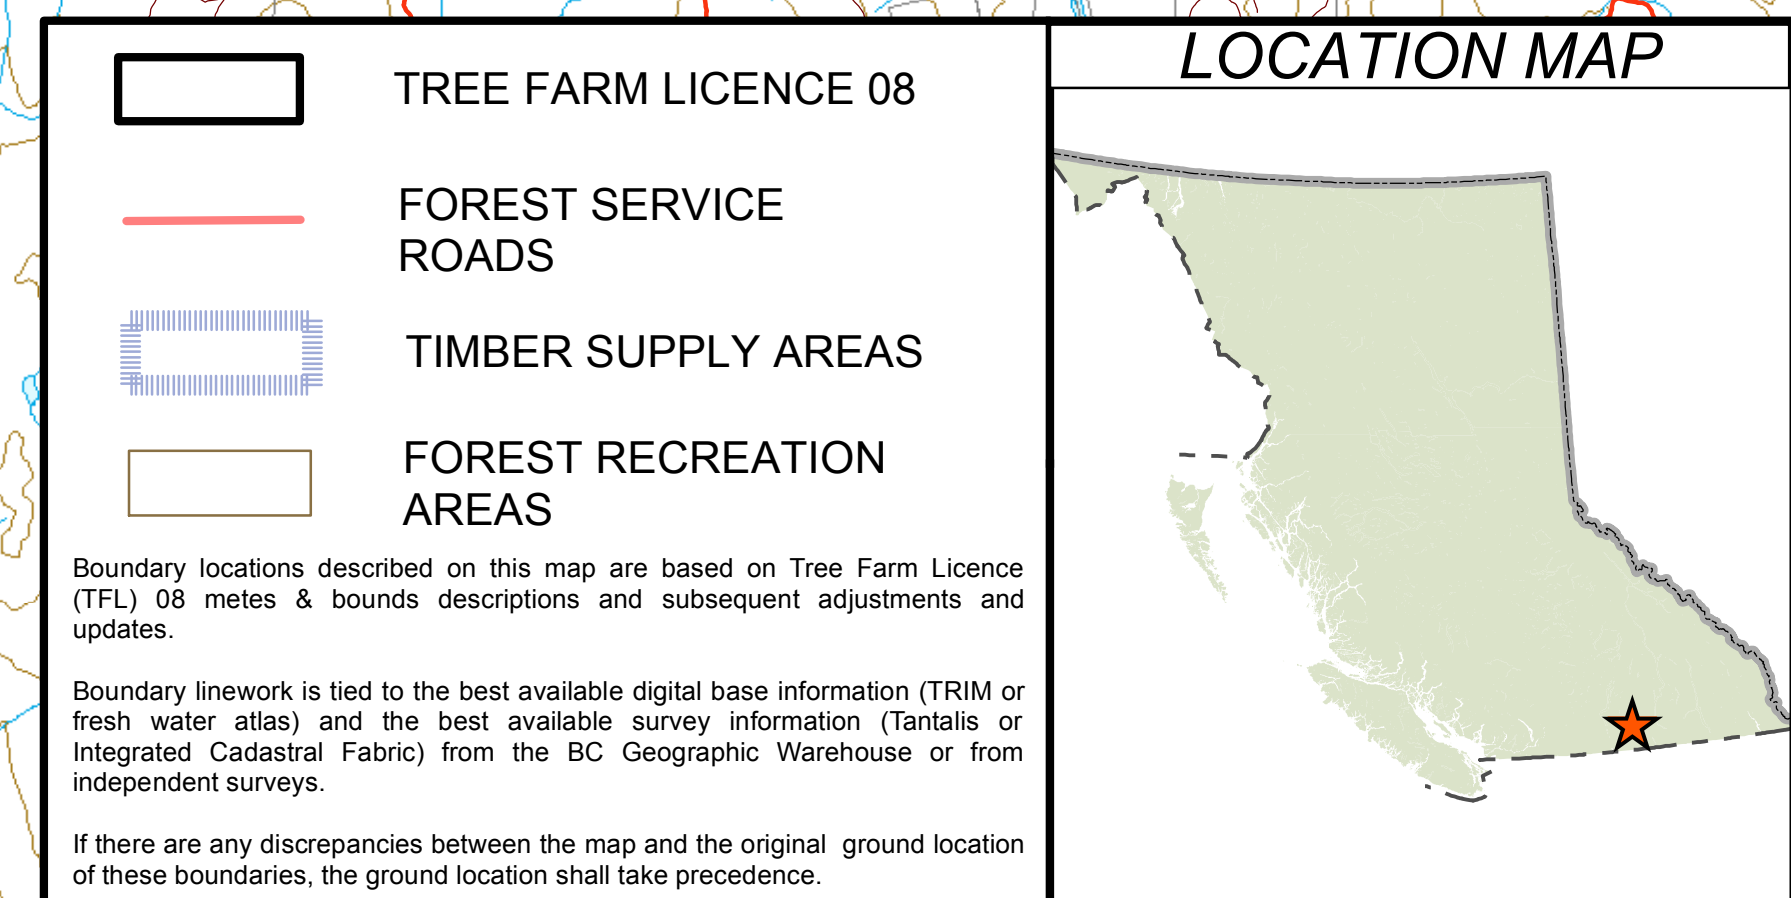 TREE FARM LICENCE 08
FOREST SERVICE
ROADS
TIMBER SUPPLY AREAS
FOREST RECREATION
AREAS
Boundary locations described on this map are based on Tree Farm Licence
(TFL) 08 metes & bounds descriptions and subsequent adjustments and
updates.
Boundary linework is tied to the best available digital base information (TRIM or
fresh water atlas) and the best available survey information (Tantalis or
Integrated Cadastral Fabric) from the BC Geographic Warehouse or from
independent surveys.
If there are any discrepancies between the map and the original ground location
of these boundaries, the ground location shall take precedence.
LOCATION MAP